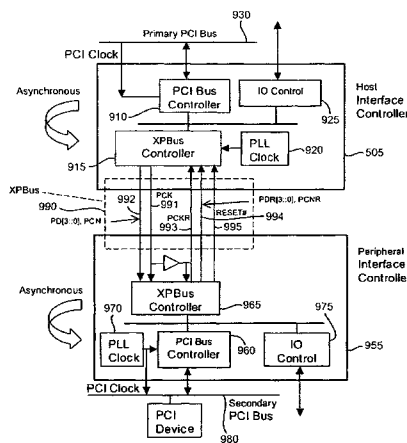 930
Primary PCI Bus
PCI Clock
Asynchronous
PCI Bus
Controller
910
IO Control
925
Host
Interface
Controller
XPBus
Controller
915
PLL
Clock
920
505
XPBus
990
992
PCK
991
PDR[3::0], PCNR
994
RESET#
PD[3::0], PCN
PCKR
993
995
Peripheral
Interface
Controller
XPBus
Controller
965
975
Asynchronous
970
PLL
Clock
PCI Bus
Controller
960
IO
Control
955
PCI Clock
Secondary
PCI Bus
PCI
Device
980